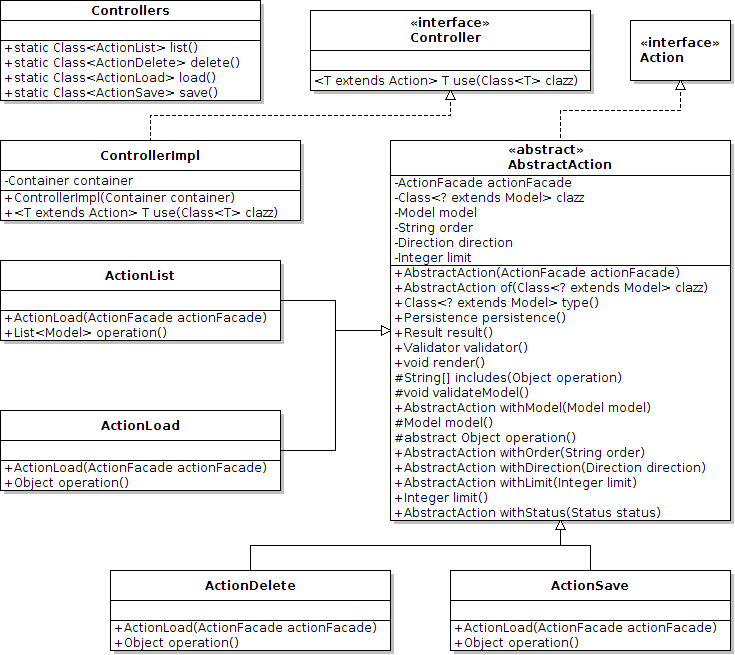 Controllers
+static Class<ActionList> list()
+static Class<ActionDelete> delete()
+static Class<ActionLoad> load()
+static Class<ActionSave> save()
«interface»
Controller
<T extends Action> T use(Class<T> clazz)
«interface»
Action
ControllerImpl
-Container container
+ControllerImpl(Container container)
+<T extends Action> T use(Class<T> clazz)
«abstract»
AbstractAction
-ActionFacade actionFacade
-Class<? extends Model> clazz
-Model model
-String order
-Direction direction
-Integer limit
+AbstractAction(ActionFacade actionFacade)
+AbstractAction of(Class<? extends Model> clazz)
+Class<? extends Model> type()
+Persistence persistence()
+Result result()
+Validator validator()
+void render()
#String[] includes(Object operation)
#void validateModel()
+AbstractAction withModel(Model model)
#Model model()
#abstract Object operation()
+AbstractAction withOrder(String order)
+AbstractAction withDirection(Direction direction)
+AbstractAction withLimit(Integer limit)
+Integer limit()
+AbstractAction withStatus(Status status)
ActionList
+ActionLoad(ActionFacade actionFacade)
+List<Model> operation()
ActionLoad
+ActionLoad(ActionFacade actionFacade)
+Object operation()
ActionDelete
+ActionLoad(ActionFacade actionFacade)
+Object operation()
ActionSave
+ActionLoad(ActionFacade actionFacade)
+Object operation()